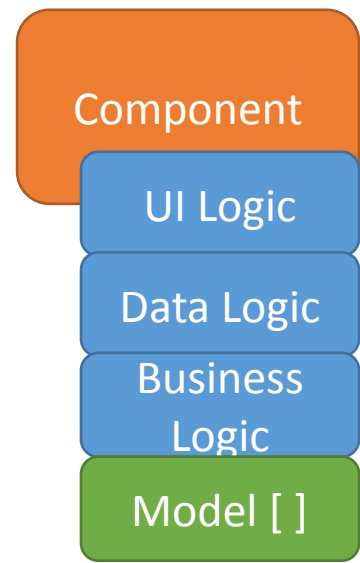 Component
UI Logic
Data Logic
Business
Logic
Model [ ]